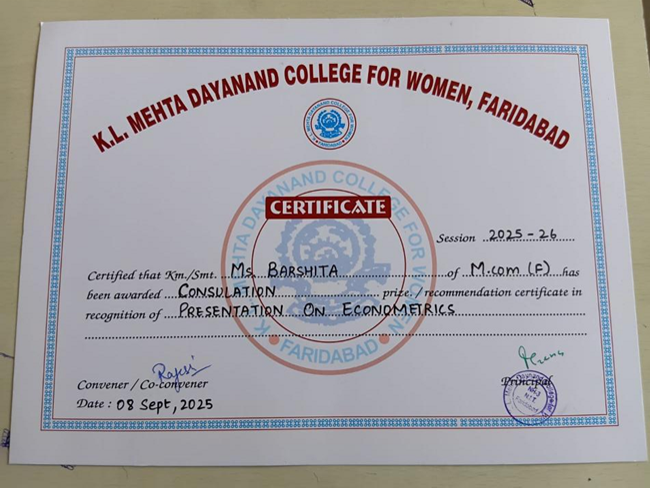 K.L. MEHTA DAYANAND COLLEGE FOR WOMEN, FARIDABAD
CERTIFICATE
Session 2025-26
Certified that Km./Smt. Ms. BARSHITA of M.com (F) has
been awarded CONSULATION prize. / recommendation certificate in
recognition of PRESENTATION ON ECONOMETRICS
FARIDABAD
Convener / Co-convener
Principal
Date : 08 Sept, 2025